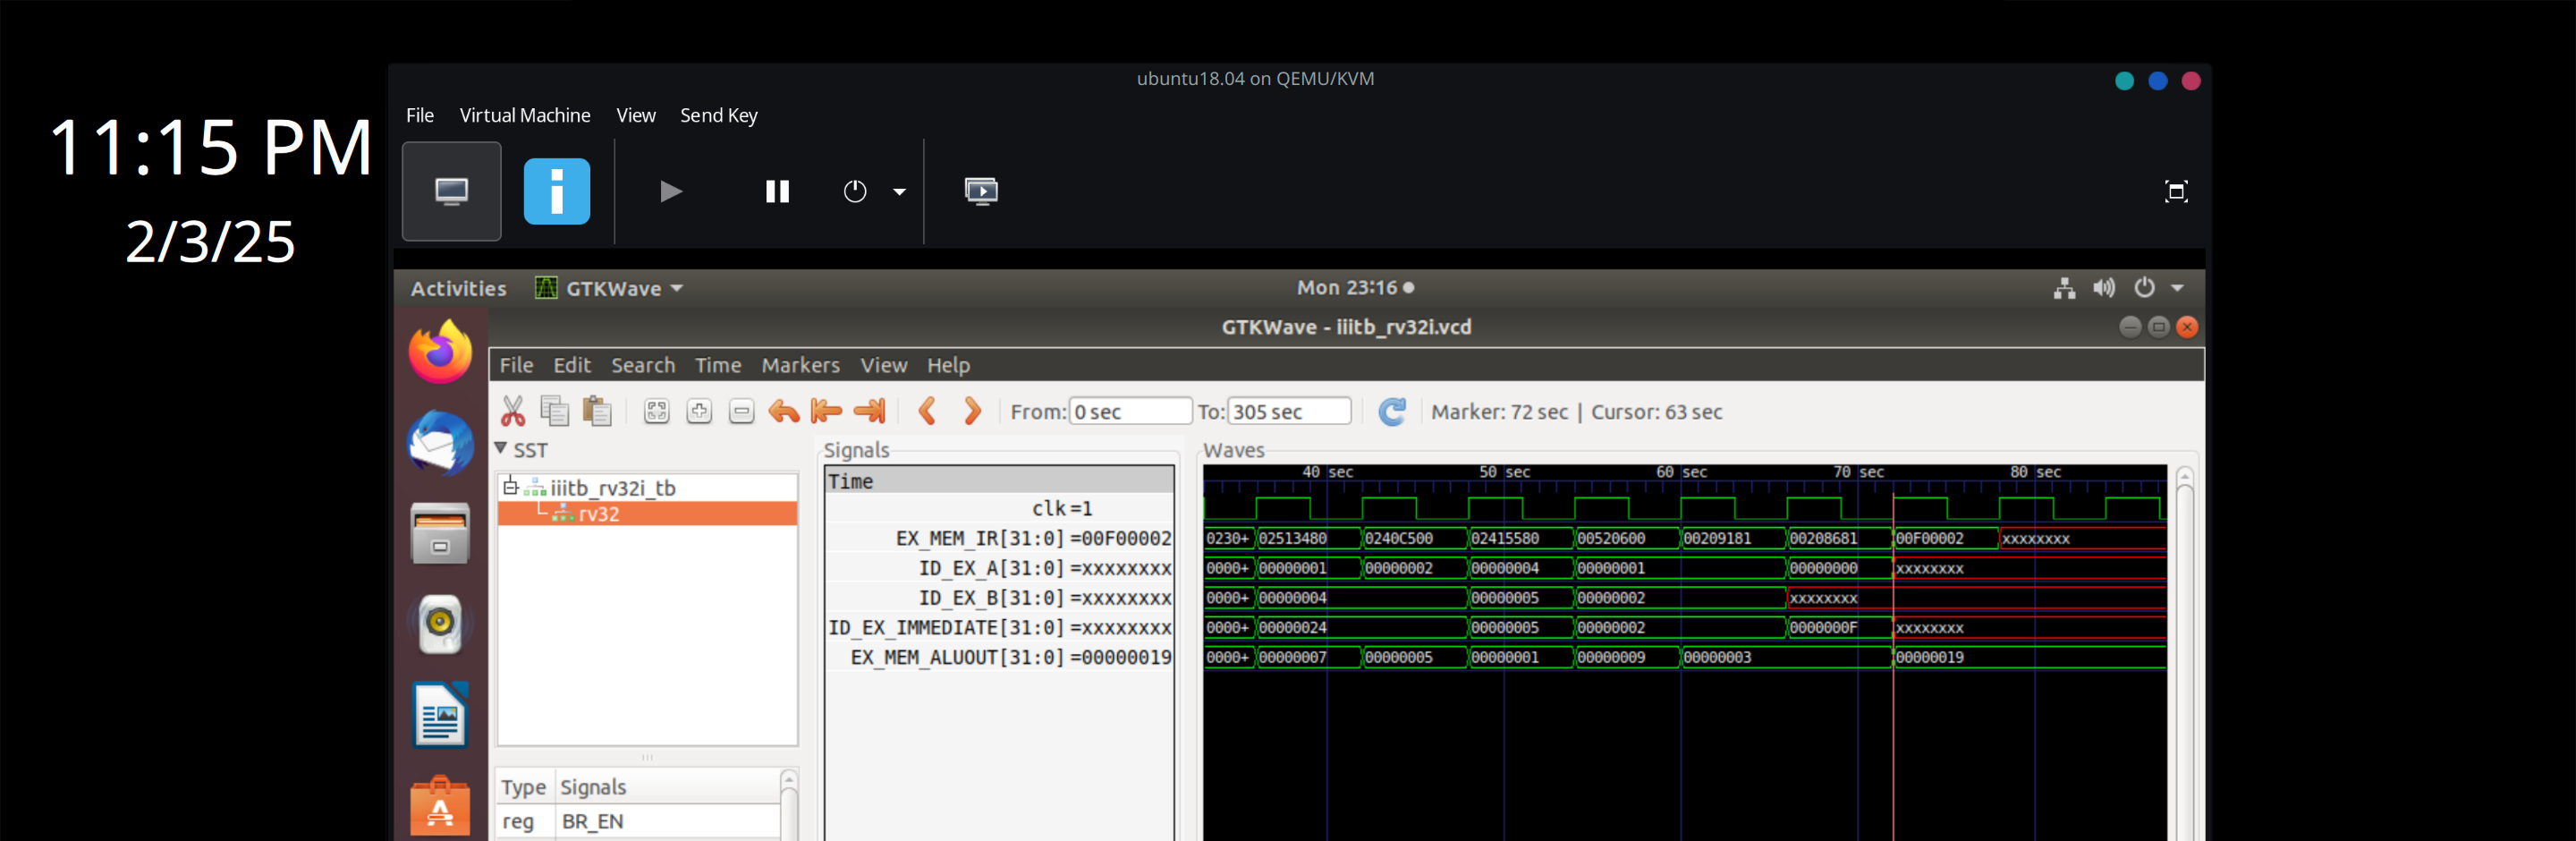 ubuntu18.04 on QEMU/KVM
11:15 PM
2/3/25
File Virtual Machine View Send Key
Activities GTKWave Mon 23:16
GTKWave - iiitb_rv32i.vcd
File Edit Search Time Markers View Help
From: 0 sec To: 305 sec Marker: 72 sec | Cursor: 63 sec
SST
iiitb_rv32i_tb
rv32
Type Signals
reg BR_EN
Signals
Time
clk =1
EX_MEM_IR[31:0] =00F00002
ID_EX_A[31:0] =xxxxxxxx
ID_EX_B[31:0] =xxxxxxxx
ID_EX_IMMEDIATE[31:0] =xxxxxxxx
EX_MEM_ALUOUT[31:0] =00000019
Waves
40 sec 50 sec 60 sec 70 sec 80 sec
0230+ 02513480 0240C500 02415580 00520600 00209181 00208681 00F00002 xxxxxxxx
0000+ 00000001 00000002 00000004 00000001 00000000 xxxxxxxx
0000+ 00000004 00000005 00000002 xxxxxxxx
0000+ 00000024 00000005 00000002 0000000F xxxxxxxx
0000+ 00000007 00000005 00000001 00000009 00000003 00000019